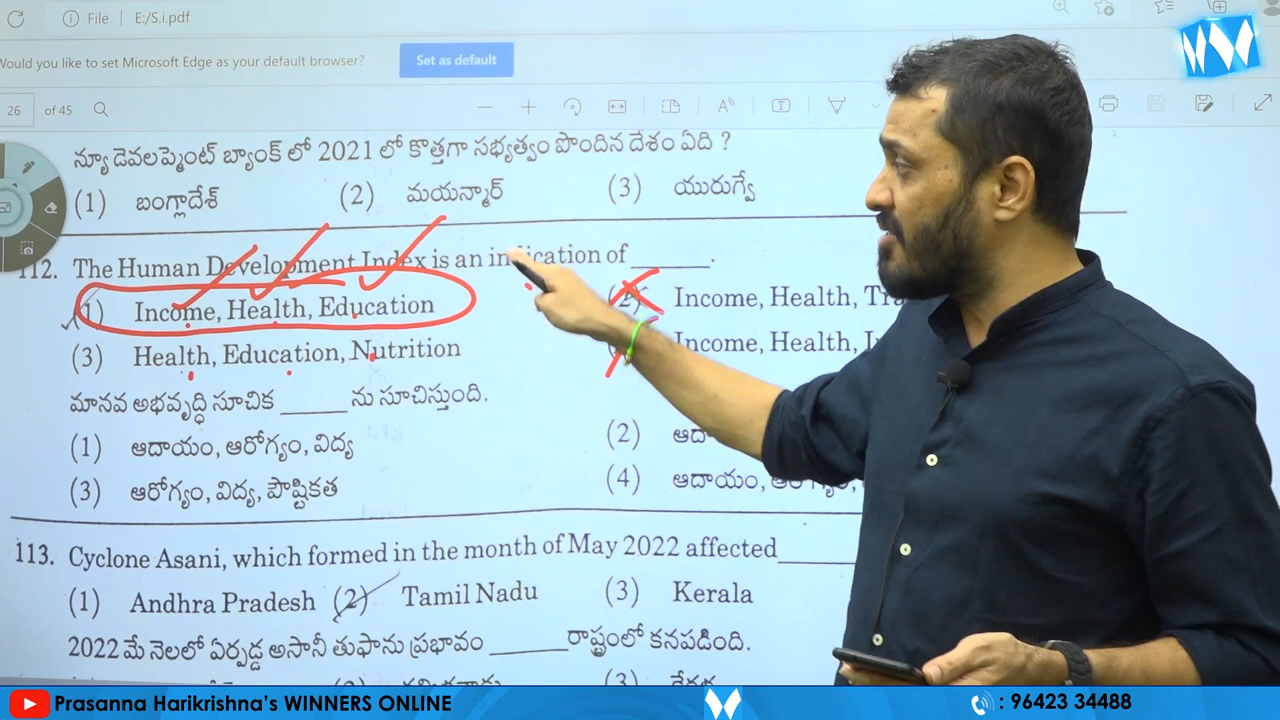 File E:/S.i.pdf
Would you like to set Microsoft Edge as your default browser? Set as default
26 of 45
న్యూ డెవలప్మెంట్ బ్యాంక్ లో 2021 లో కొత్తగా సభ్యత్వం పొందిన దేశం ఏది ?
(1) బంగ్లాదేశ్ (2) మయన్మార్ (3) యురుగ్వే
112. The Human Development Index is an indication of ______.
(1) Income, Health, Education (2) Income, Health,
(3) Health, Education, Nutrition Income, Health,
మానవ అభివృద్ధి సూచిక _____ ను సూచిస్తుంది.
(1) ఆదాయం, ఆరోగ్యం, విద్య (2)
(3) ఆరోగ్యం, విద్య, పౌష్టికత (4) ఆదాయం, ఆరోగ్యం,
113. Cyclone Asani, which formed in the month of May 2022 affected ______
(1) Andhra Pradesh (2) Tamil Nadu (3) Kerala
2022 మే నెలలో ఏర్పడ్డ అసానీ తుఫాను ప్రభావం ______ రాష్ట్రంలో కనపడింది.
(3)
Prasanna Harikrishna's WINNERS ONLINE : 96423 34488